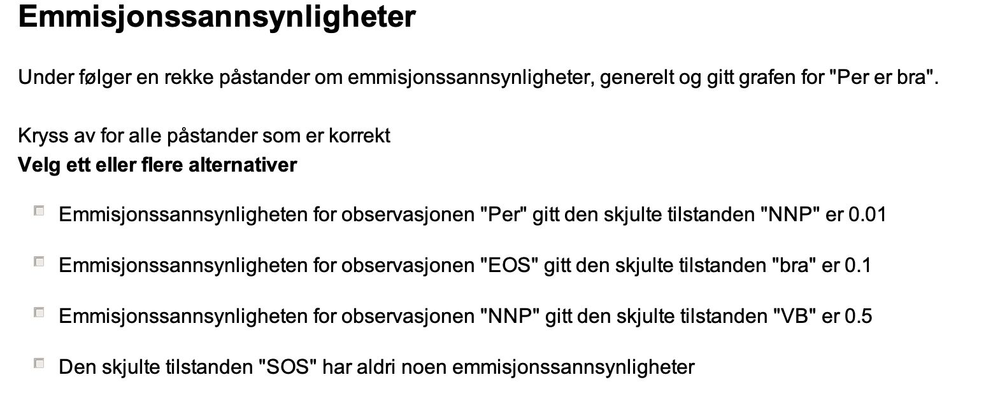 Emmisjonssannsynligheter
Under følger en rekke påstander om emmisjonssannsynligheter, generelt og gitt grafen for "Per er bra".
Kryss av for alle påstander som er korrekt
Velg ett eller flere alternativer
Emmisjonssannsynligheten for observasjonen "Per" gitt den skjulte tilstanden "NNP" er 0.01
Emmisjonssannsynligheten for observasjonen "EOS" gitt den skjulte tilstanden "bra" er 0.1
Emmisjonssannsynligheten for observasjonen "NNP" gitt den skjulte tilstanden "VB" er 0.5
Den skjulte tilstanden "SOS" har aldri noen emmisjonssannsynligheter